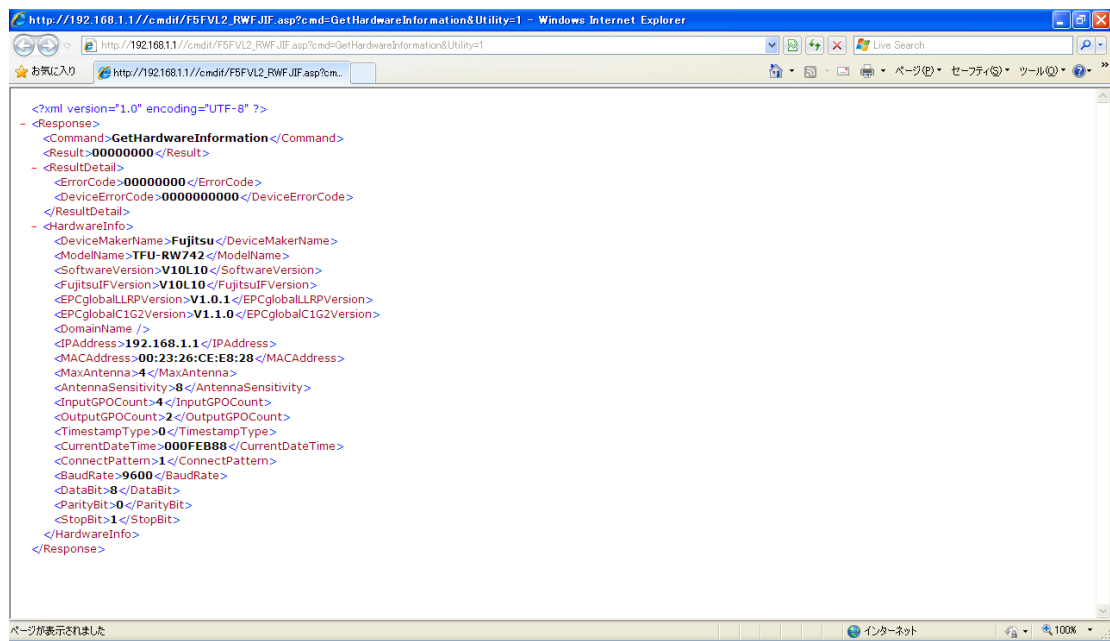 http://192.168.1.1//cmdif/F5FVL2_RWFJIF.asp?cmd=GetHardwareInformation&Utility=1 - Windows Internet Explorer
http://192.168.1.1//cmdif/F5FVL2_RWFJIF.asp?cmd=GetHardwareInformation&Utility=1
Live Search
お気に入り
http://192.168.1.1//cmdif/F5FVL2_RWFJIF.asp?cm...
ページ(P)
セーフティ(S)
ツール(O)
<?xml version="1.0" encoding="UTF-8" ?>
- <Response>
<Command>GetHardwareInformation</Command>
<Result>00000000</Result>
- <ResultDetail>
<ErrorCode>00000000</ErrorCode>
<DeviceErrorCode>0000000000</DeviceErrorCode>
</ResultDetail>
- <HardwareInfo>
<DeviceMakerName>Fujitsu</DeviceMakerName>
<ModelName>TFU-RW742</ModelName>
<SoftwareVersion>V10L10</SoftwareVersion>
<FujitsuIFVersion>V10L10</FujitsuIFVersion>
<EPCglobalLLRPVersion>V1.0.1</EPCglobalLLRPVersion>
<EPCglobalC1G2Version>V1.1.0</EPCglobalC1G2Version>
<DomainName />
<IPAddress>192.168.1.1</IPAddress>
<MACAddress>00:23:26:CE:E8:28</MACAddress>
<MaxAntenna>4</MaxAntenna>
<AntennaSensitivity>8</AntennaSensitivity>
<InputGPOCount>4</InputGPOCount>
<OutputGPOCount>2</OutputGPOCount>
<TimestampType>0</TimestampType>
<CurrentDateTime>000FEB88</CurrentDateTime>
<ConnectPattern>1</ConnectPattern>
<BaudRate>9600</BaudRate>
<DataBit>8</DataBit>
<ParityBit>0</ParityBit>
<StopBit>1</StopBit>
</HardwareInfo>
</Response>
ページが表示されました
インターネット
100%